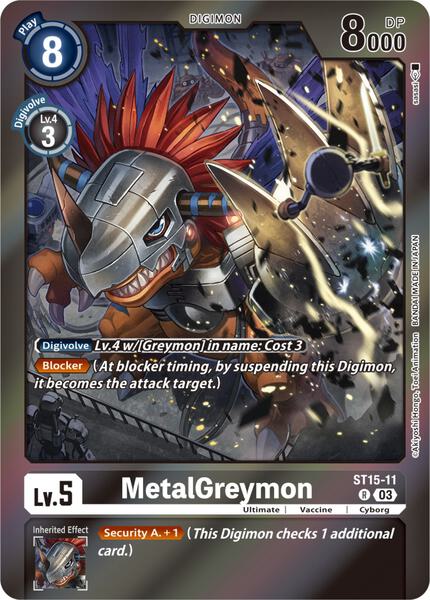 DIGIMON
Play
8
8000
DP
Digivolve
Lv.4
3
sasasi
©Akiyoshi Hongo, Toei Animation BANDAI MADE IN JAPAN
Digivolve Lv.4 w/[Greymon] in name: Cost 3
Blocker (At blocker timing, by suspending this Digimon,
it becomes the attack target.)
ST15-11
Lv.5 MetalGreymon R 03
Ultimate | Vaccine | Cyborg
Inherited Effect
Security A. +1 (This Digimon checks 1 additional
card.)